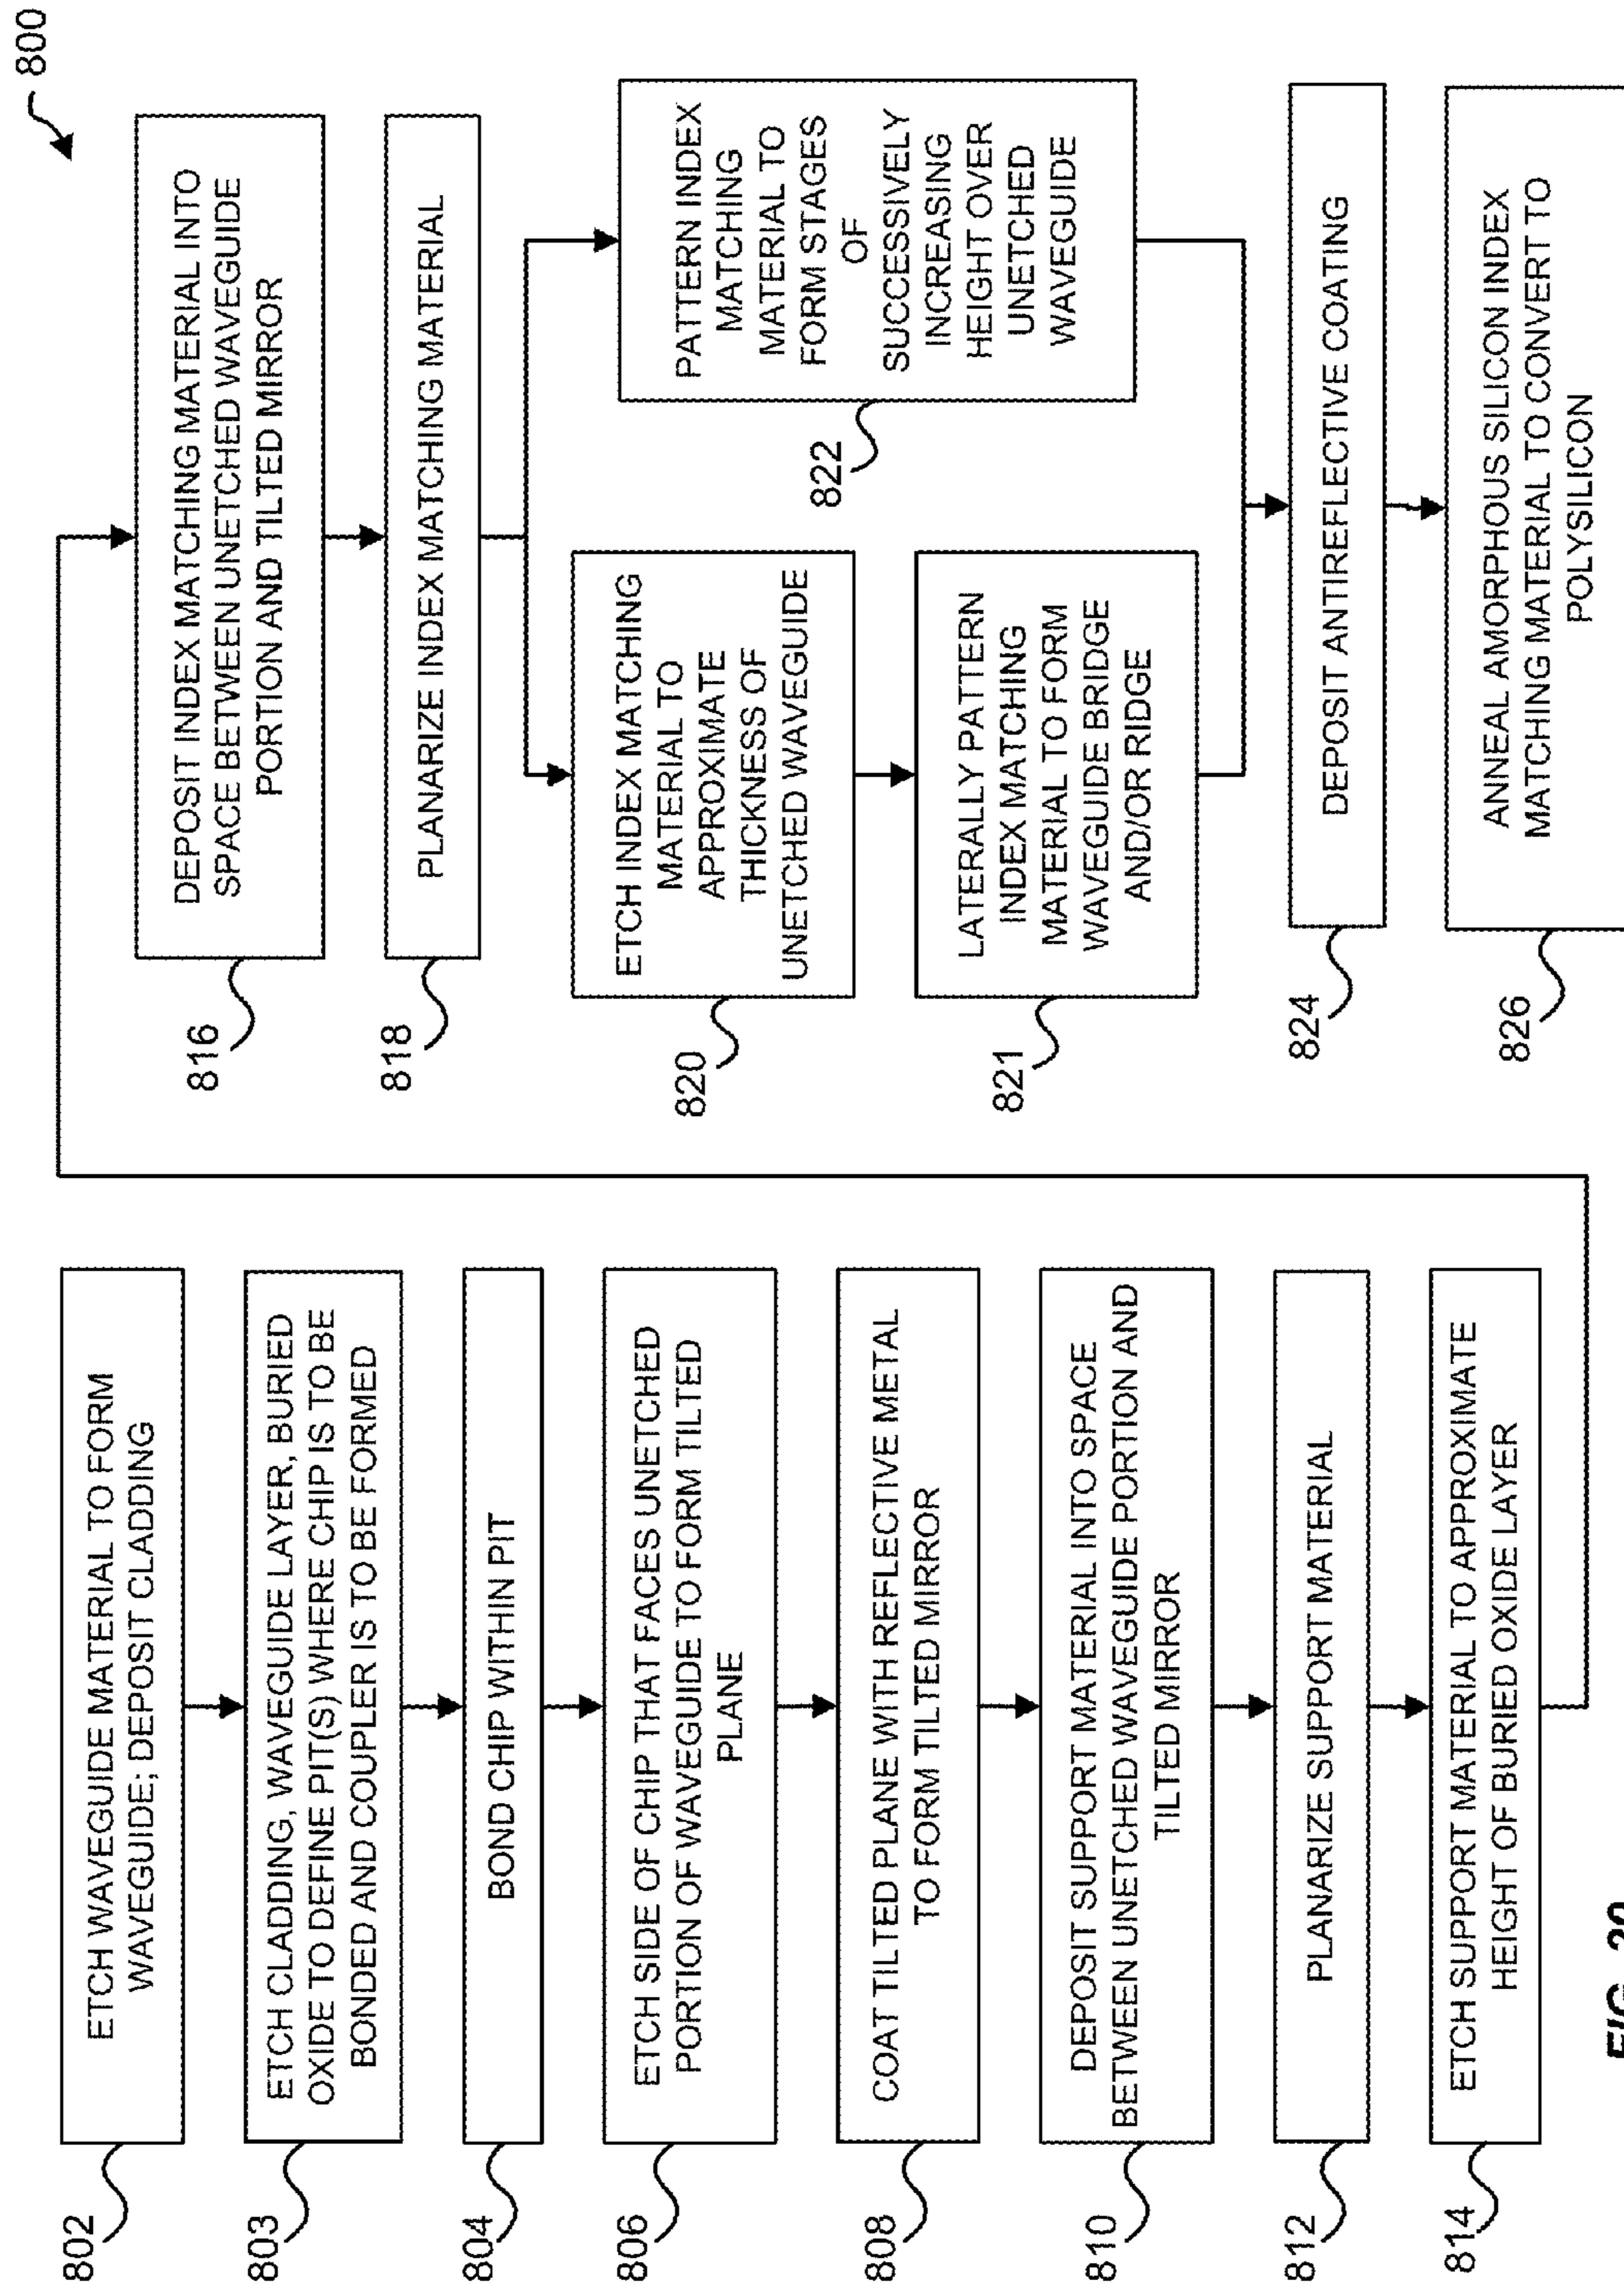 800
802
ETCH WAVEGUIDE MATERIAL TO FORM
WAVEGUIDE; DEPOSIT CLADDING
803
ETCH CLADDING, WAVEGUIDE LAYER, BURIED
OXIDE TO DEFINE PIT(S) WHERE CHIP IS TO BE
BONDED AND COUPLER IS TO BE FORMED
804
BOND CHIP WITHIN PIT
806
ETCH SIDE OF CHIP THAT FACES UNETCHED
PORTION OF WAVEGUIDE TO FORM TILTED
PLANE
808
COAT TILTED PLANE WITH REFLECTIVE METAL
TO FORM TILTED MIRROR
810
DEPOSIT SUPPORT MATERIAL INTO SPACE
BETWEEN UNETCHED WAVEGUIDE PORTION AND
TILTED MIRROR
812
PLANARIZE SUPPORT MATERIAL
814
ETCH SUPPORT MATERIAL TO APPROXIMATE
HEIGHT OF BURIED OXIDE LAYER
816
DEPOSIT INDEX MATCHING MATERIAL INTO
SPACE BETWEEN UNETCHED WAVEGUIDE
PORTION AND TILTED MIRROR
818
PLANARIZE INDEX MATCHING MATERIAL
820
ETCH INDEX MATCHING
MATERIAL TO
APPROXIMATE
THICKNESS OF
UNETCHED WAVEGUIDE
821
LATERALLY PATTERN
INDEX MATCHING
MATERIAL TO FORM
WAVEGUIDE BRIDGE
AND/OR RIDGE
822
PATTERN INDEX
MATCHING
MATERIAL TO
FORM STAGES
OF
SUCCESSIVELY
INCREASING
HEIGHT OVER
UNETCHED
WAVEGUIDE
824
DEPOSIT ANTIREFLECTIVE COATING
826
ANNEAL AMORPHOUS SILICON INDEX
MATCHING MATERIAL TO CONVERT TO
POLYSILICON
FIG.